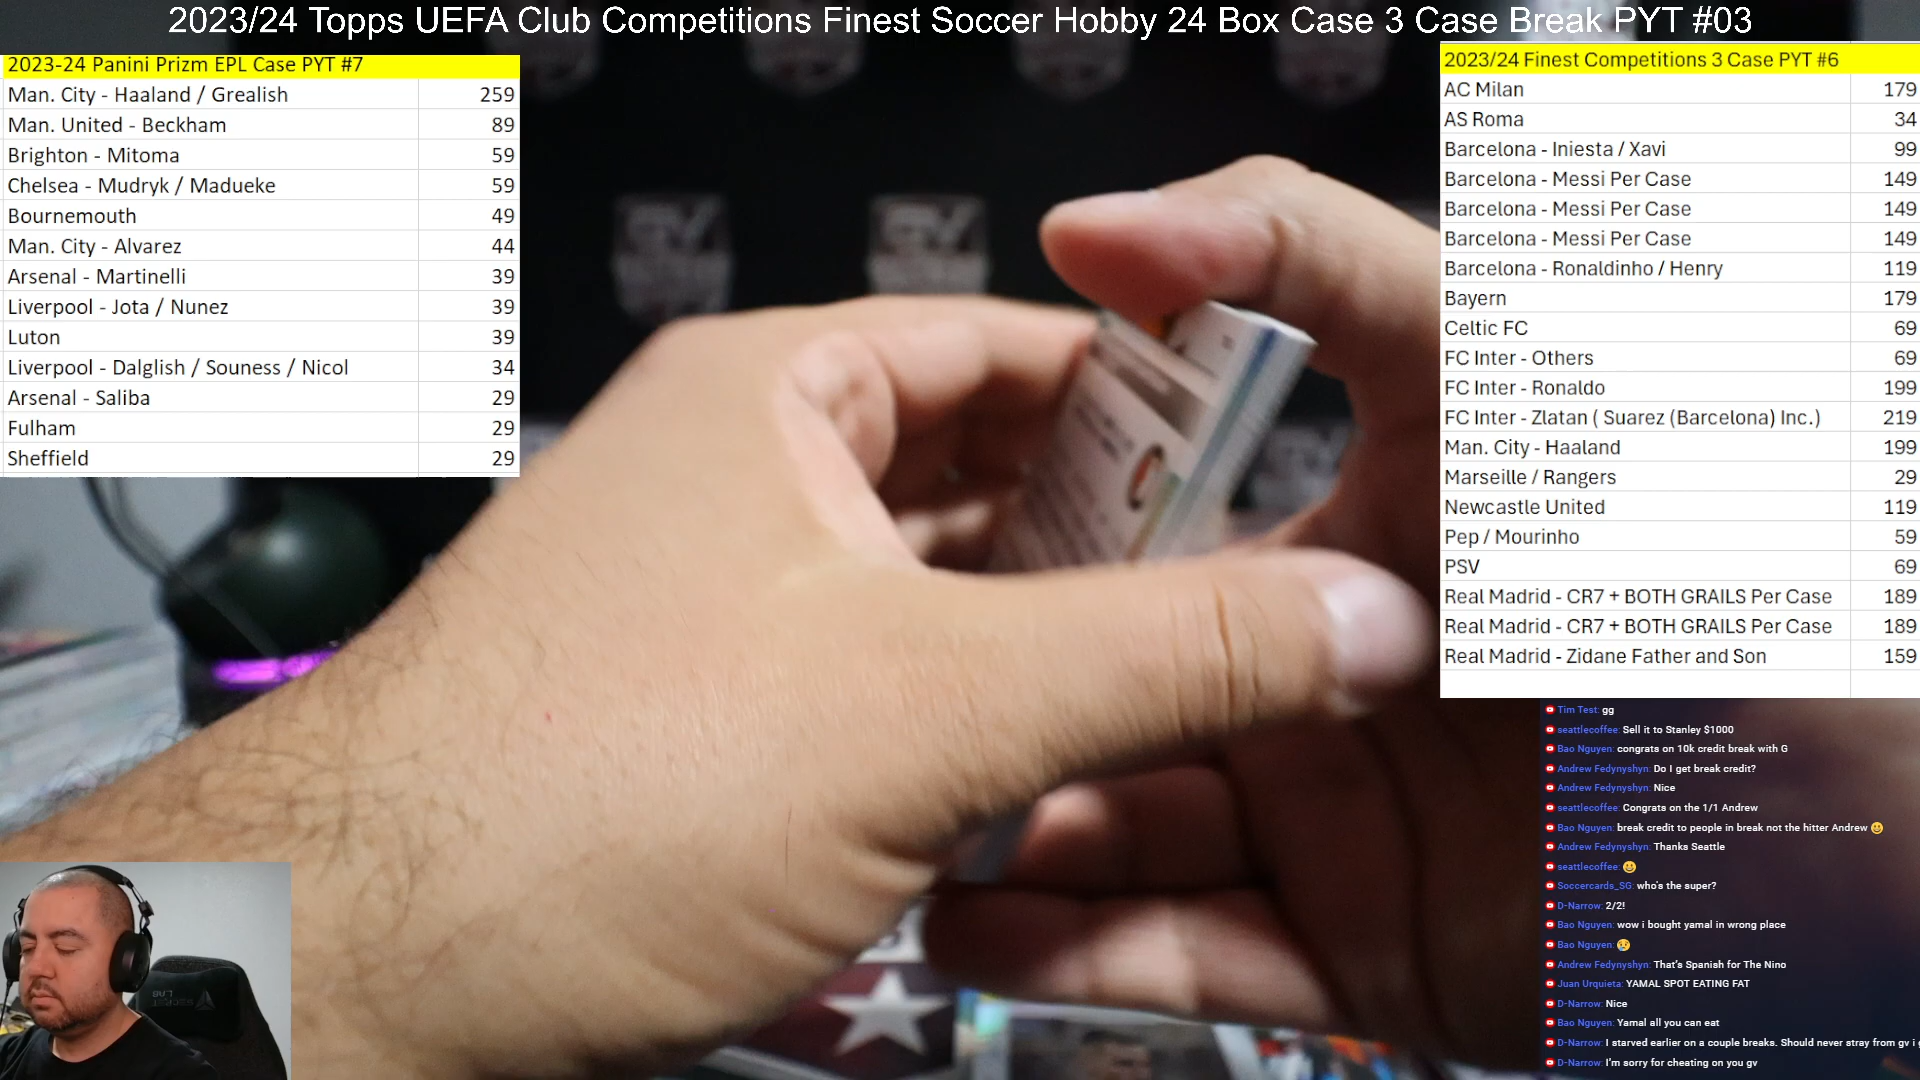 2023/24 Topps UEFA Club Competitions Finest Soccer Hobby 24 Box Case 3 Case Break PYT #03
2023-24 Panini Prizm EPL Case PYT #7
Man. City - Haaland / Grealish 259
Man. United - Beckham 89
Brighton - Mitoma 59
Chelsea - Mudryk / Madueke 59
Bournemouth 49
Man. City - Alvarez 44
Arsenal - Martinelli 39
Liverpool - Jota / Nunez 39
Luton 39
Liverpool - Dalglish / Souness / Nicol 34
Arsenal - Saliba 29
Fulham 29
Sheffield 29
2023/24 Finest Competitions 3 Case PYT #6
AC Milan 179
AS Roma 34
Barcelona - Iniesta / Xavi 99
Barcelona - Messi Per Case 149
Barcelona - Messi Per Case 149
Barcelona - Messi Per Case 149
Barcelona - Ronaldinho / Henry 119
Bayern 179
Celtic FC 69
FC Inter - Others 69
FC Inter - Ronaldo 199
FC Inter - Zlatan ( Suarez (Barcelona) Inc.) 219
Man. City - Haaland 199
Marseille / Rangers 29
Newcastle United 119
Pep / Mourinho 59
PSV 69
Real Madrid - CR7 + BOTH GRAILS Per Case 189
Real Madrid - CR7 + BOTH GRAILS Per Case 189
Real Madrid - Zidane Father and Son 159
Tim Test: gg
seattlecoffee: Sell it to Stanley $1000
Bao Nguyen: congrats on 10k credit break with G
Andrew Fedynyshyn: Do I get break credit?
Andrew Fedynyshyn: Nice
seattlecoffee: Congrats on the 1/1 Andrew
Bao Nguyen: break credit to people in break not the hitter Andrew 😀
Andrew Fedynyshyn: Thanks Seattle
seattlecoffee: 😀
Soccercards_SG: who's the super?
D-Narrow: 2/2!
Bao Nguyen: wow i bought yamal in wrong place
Bao Nguyen: 😢
Andrew Fedynyshyn: That's Spanish for The Nino
Juan Urquieta: YAMAL SPOT EATING FAT
D-Narrow: Nice
Bao Nguyen: Yamal all you can eat
D-Narrow: I starved earlier on a couple breaks. Should never stray from gv i
D-Narrow: I'm sorry for cheating on you gv